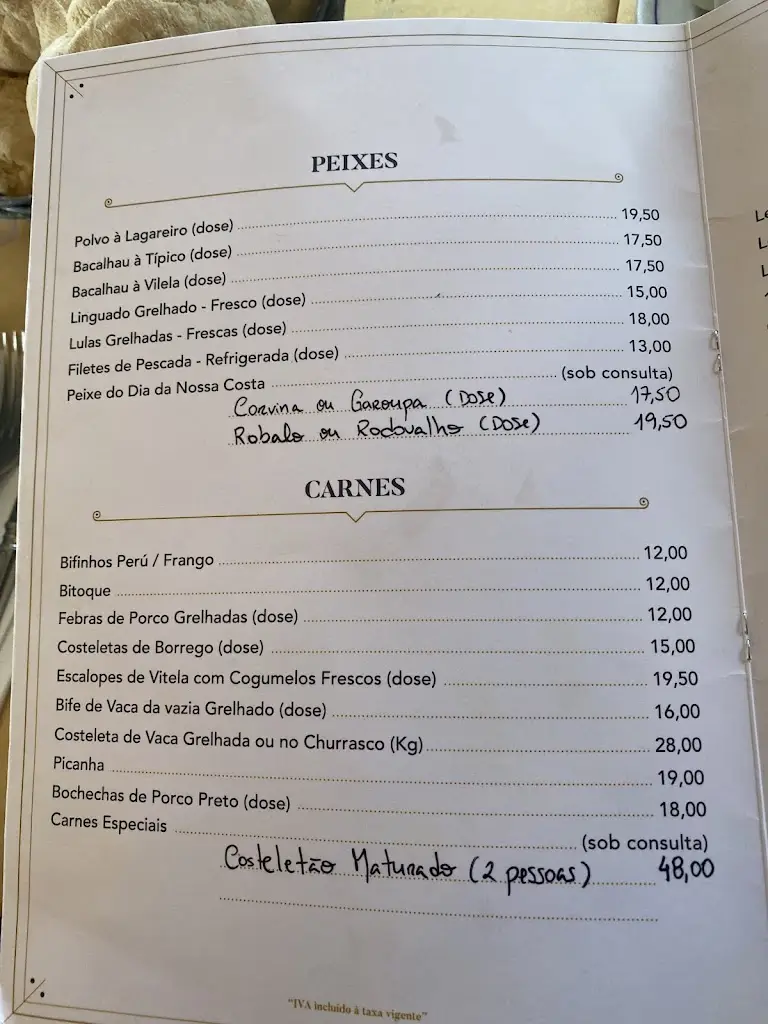 PEIXES
Polvo à Lagareiro (dose) 19,50
Bacalhau à Típico (dose) 17,50
Bacalhau à Vilela (dose) 17,50
Linguado Grelhado - Fresco (dose) 15,00
Lulas Grelhadas - Frescas (dose) 18,00
Filetes de Pescada - Refrigerada (dose) 13,00
Peixe do Dia da Nossa Costa (sob consulta)
Corvina ou Garoupa (Dose) 17,50
Robalo ou Rodovalho (Dose) 19,50
CARNES
Bifinhos Perú / Frango 12,00
Bitoque 12,00
Febras de Porco Grelhadas (dose) 12,00
Costeletas de Borrego (dose) 15,00
Escalopes de Vitela com Cogumelos Frescos (dose) 19,50
Bife de Vaca da vazia Grelhado (dose) 16,00
Costeleta de Vaca Grelhada ou no Churrasco (Kg) 28,00
Picanha 19,00
Bochechas de Porco Preto (dose) 18,00
Carnes Especiais (sob consulta)
Costeletão Maturado (2 pessoas) 48,00
"IVA incluido à taxa vigente"